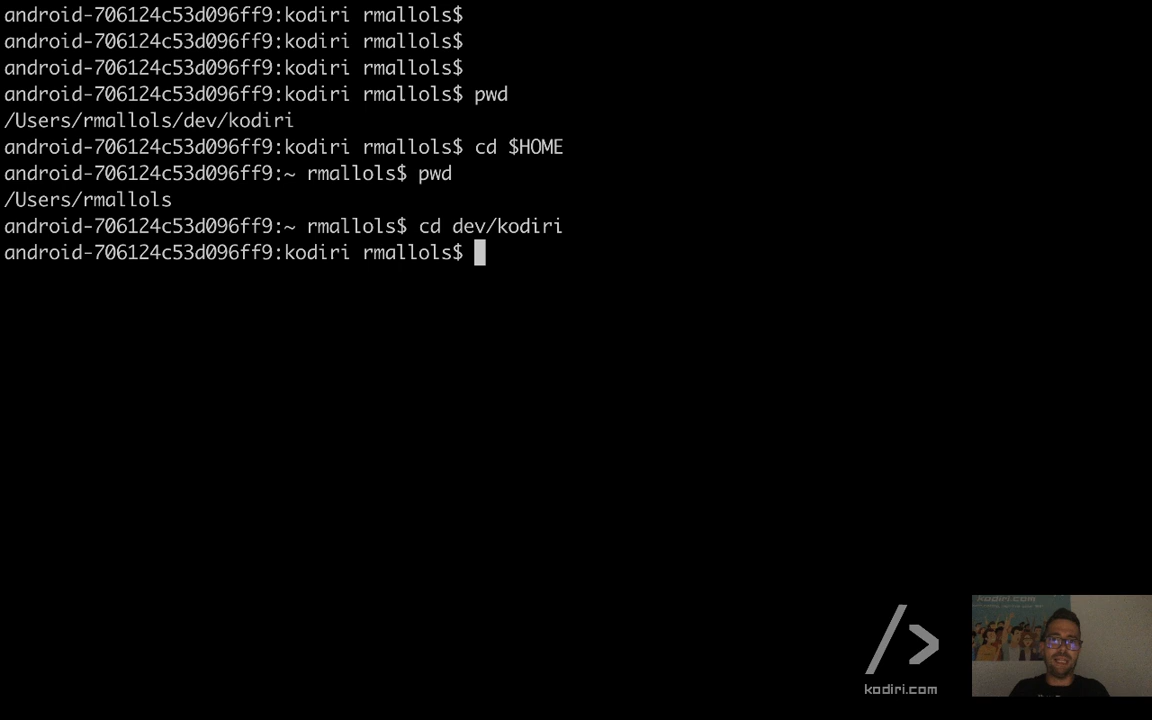 android-706124c53d096ff9:kodiri rmallols$
android-706124c53d096ff9:kodiri rmallols$
android-706124c53d096ff9:kodiri rmallols$
android-706124c53d096ff9:kodiri rmallols$ pwd
/Users/rmallols/dev/kodiri
android-706124c53d096ff9:kodiri rmallols$ cd $HOME
android-706124c53d096ff9:~ rmallols$ pwd
/Users/rmallols
android-706124c53d096ff9:~ rmallols$ cd dev/kodiri
android-706124c53d096ff9:kodiri rmallols$
/>
kodiri.com
kodiri.com